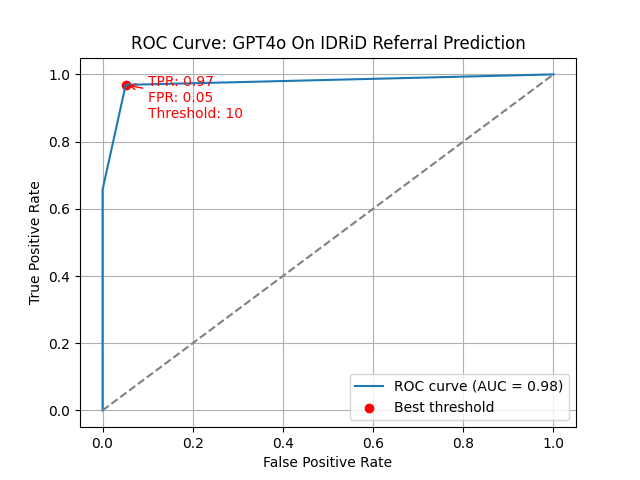 ROC Curve: GPT4o On IDRiD Referral Prediction
True Positive Rate
1.0
0.8
0.6
0.4
0.2
0.0
TPR: 0.97
FPR: 0.05
Threshold: 10
ROC curve (AUC = 0.98)
Best threshold
0.0 0.2 0.4 0.6 0.8 1.0
False Positive Rate